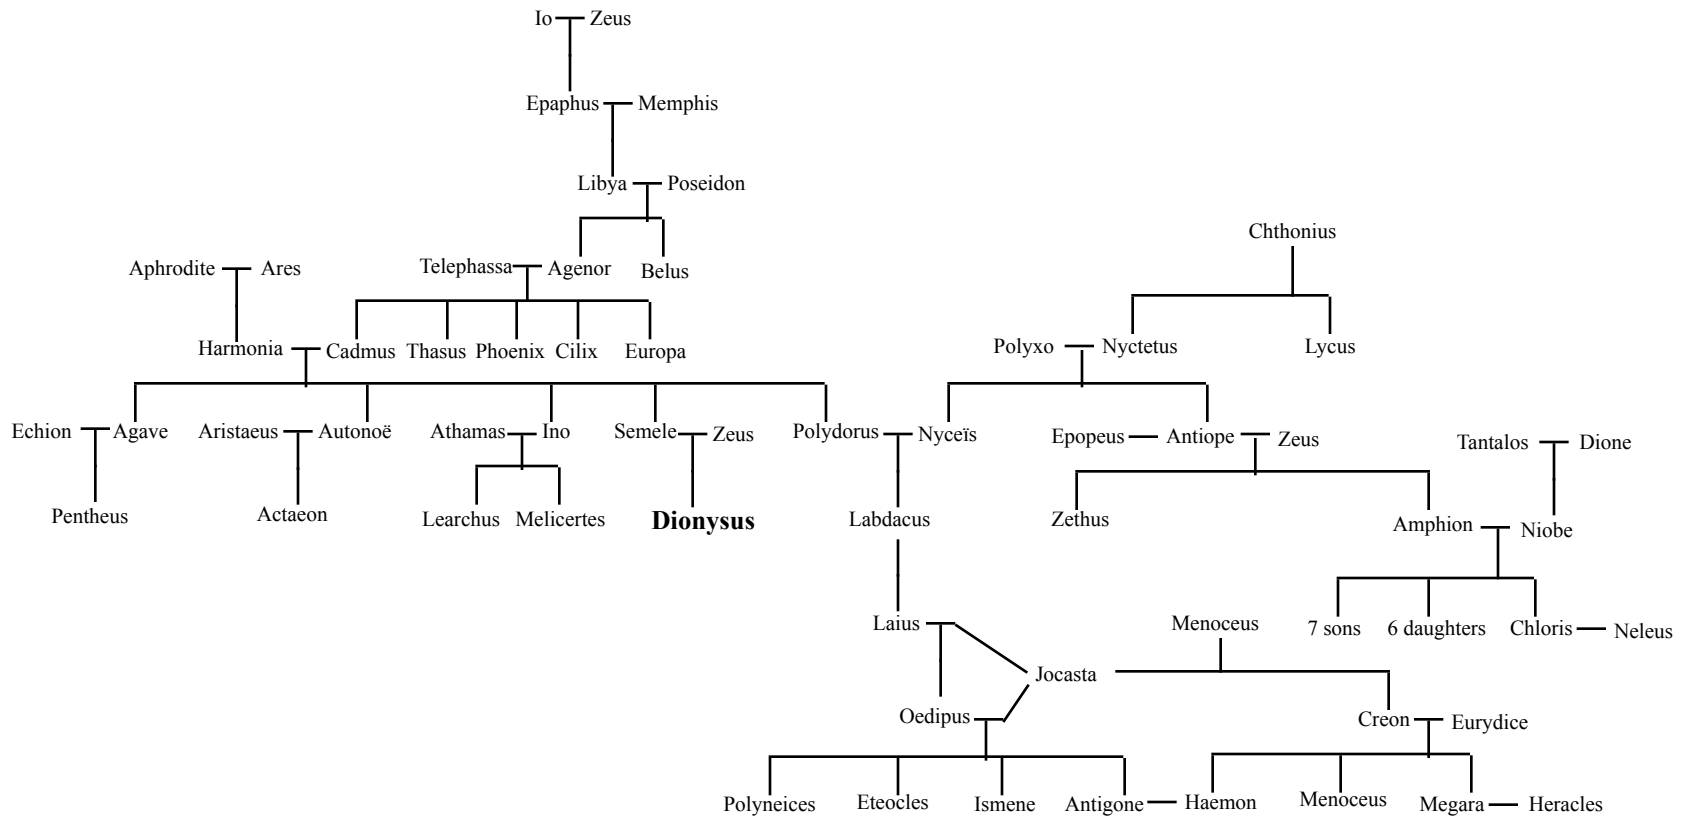 Io Zeus
Epaphus Memphis
Libya Poseidon
Chthonius
Aphrodite Ares Telephassa Agenor Belus
Harmonia Cadmus Thasus Phoenix Cilix Europa Polyxo Nyctetus Lycus
Echion Agave Aristaeus Autonoë Athamas Ino Semele Zeus Polydorus Nyceïs Epopeus Antiope Zeus Tantalos Dione
Pentheus Actaeon Learchus Melicertes Dionysus Labdacus Zethus Amphion Niobe
Laius Menoceus 7 sons 6 daughters Chloris Neleus
Jocasta
Oedipus Creon Eurydice
Polyneices Eteocles Ismene Antigone Haemon Menoceus Megara Heracles